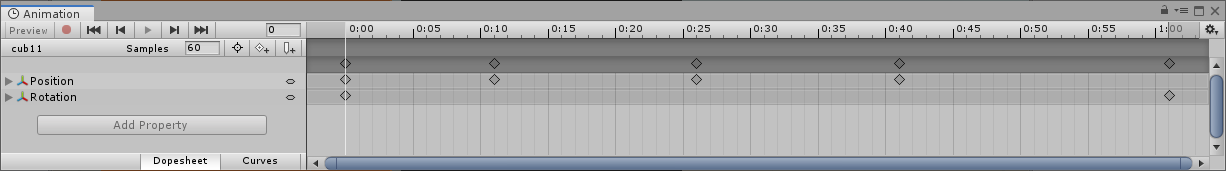 Animation
Preview 0 0:00 0:05 0:10 0:15 0:20 0:25 0:30 0:35 0:40 0:45 0:50 0:55 1:00
cub11 Samples 60
Position
Rotation
Add Property
Dopesheet Curves